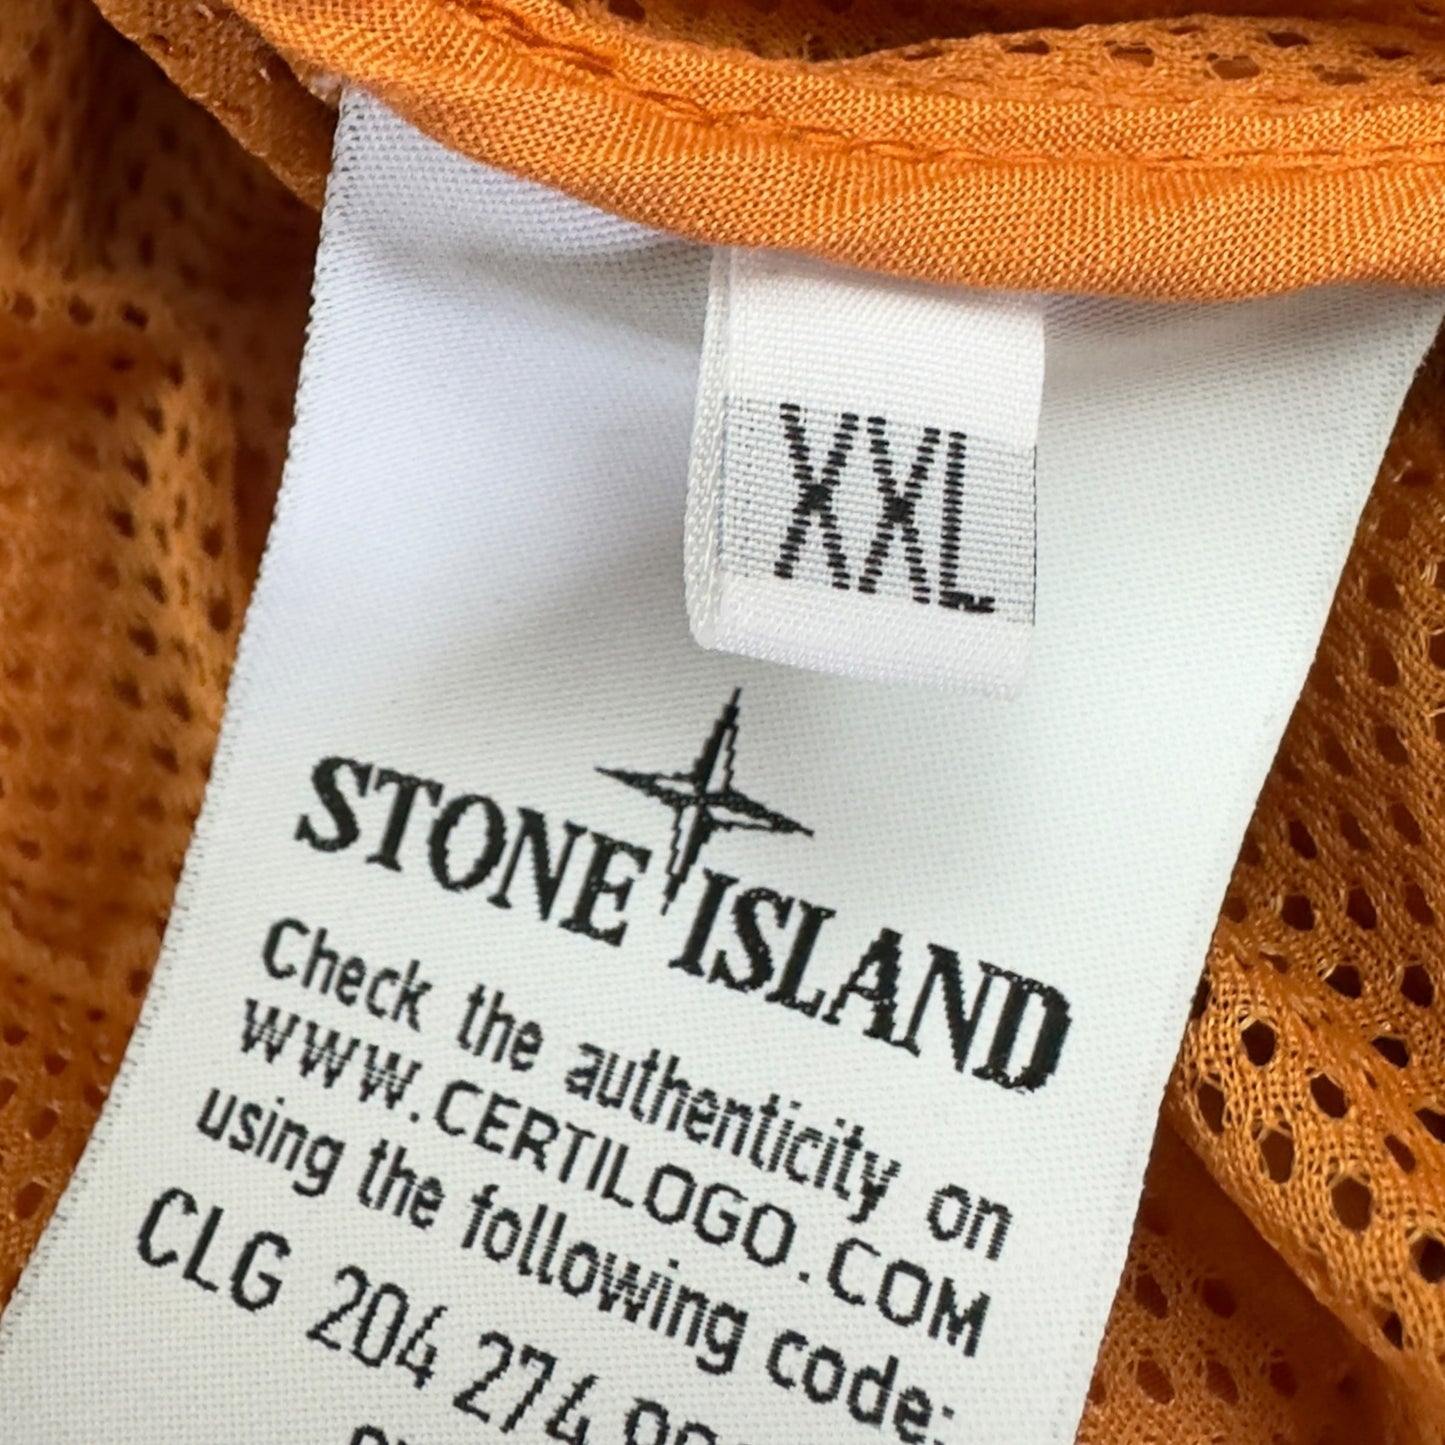 XXL
STONE ISLAND
Check the authenticity on
WWW.CERTILOGO.COM
using the following code:
CLG 204 274